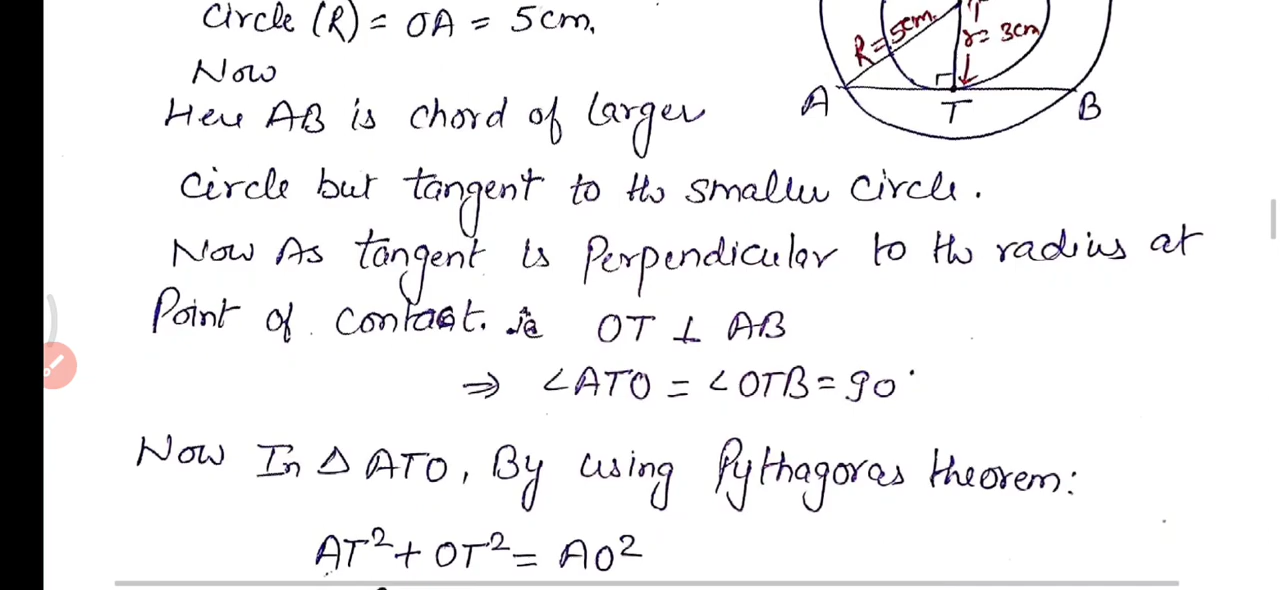 Circle (R) = OA = 5cm.
R=5cm.
r= 3cm
Now
A
T
B
Here AB is chord of larger
circle but tangent to the smaller circle.
Now As tangent is perpendicular to the radius at
point of contact. ie OT ⊥ AB
⇒ ∠ATO = ∠OTB = 90°
Now In Δ ATO, By using Pythagoras theorem:
AT² + OT² = AO²